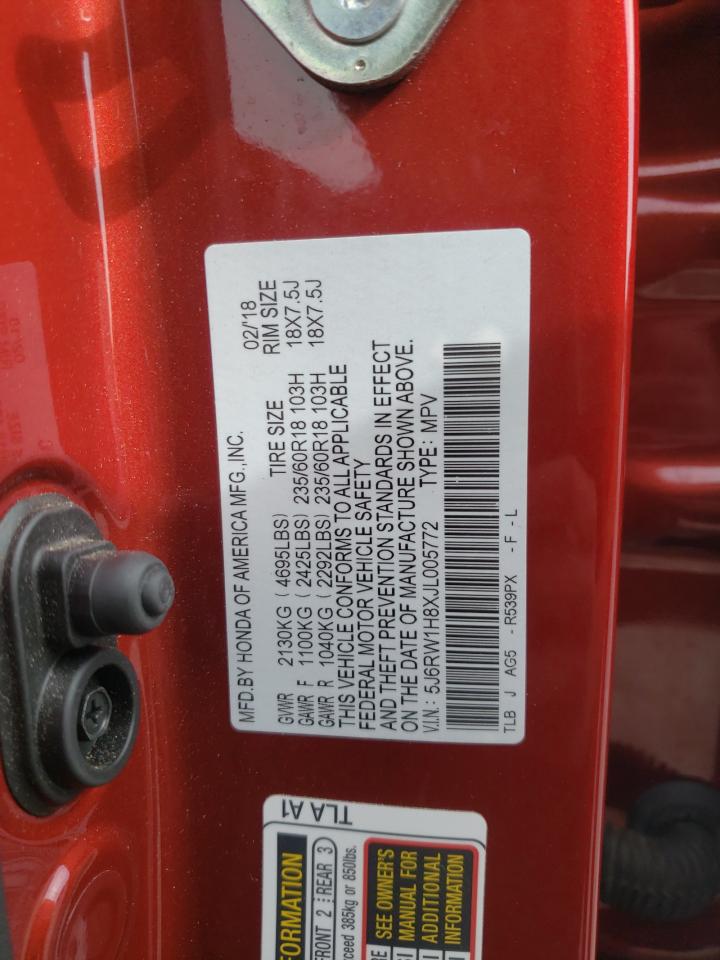 MFD.BY HONDA OF AMERICA MFG.,INC. 02/'18
GVWR 2130KG ( 4695LBS) TIRE SIZE RIM SIZE
GAWR F 1100KG ( 2425LBS) 235/60R18 103H 18X7.5J
GAWR R 1040KG ( 2292LBS) 235/60R18 103H 18X7.5J
THIS VEHICLE CONFORMS TO ALL APPLICABLE
FEDERAL MOTOR VEHICLE SAFETY
AND THEFT PREVENTION STANDARDS IN EFFECT
ON THE DATE OF MANUFACTURE SHOWN ABOVE.
V.I.N.: 5J6RW1H8XJL005772 TYPE: MPV
TLB J AG5 - R539PX - F - L
TLA A1
FORMATION
FRONT 2 REAR 3
exceed 385kg or 850lbs.
SEE OWNER'S
MANUAL FOR
ADDITIONAL
INFORMATION